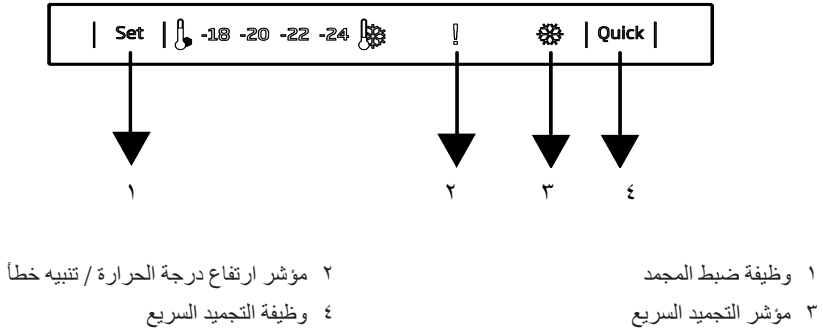 | Set | -18 -20 -22 -24 ! | Quick |
١ ٢ ٣ ٤
١ وظيفة ضبط المجمد
٢ مؤشر ارتفاع درجة الحرارة / تنبيه خطأ
٣ مؤشر التجميد السريع
٤ وظيفة التجميد السريع